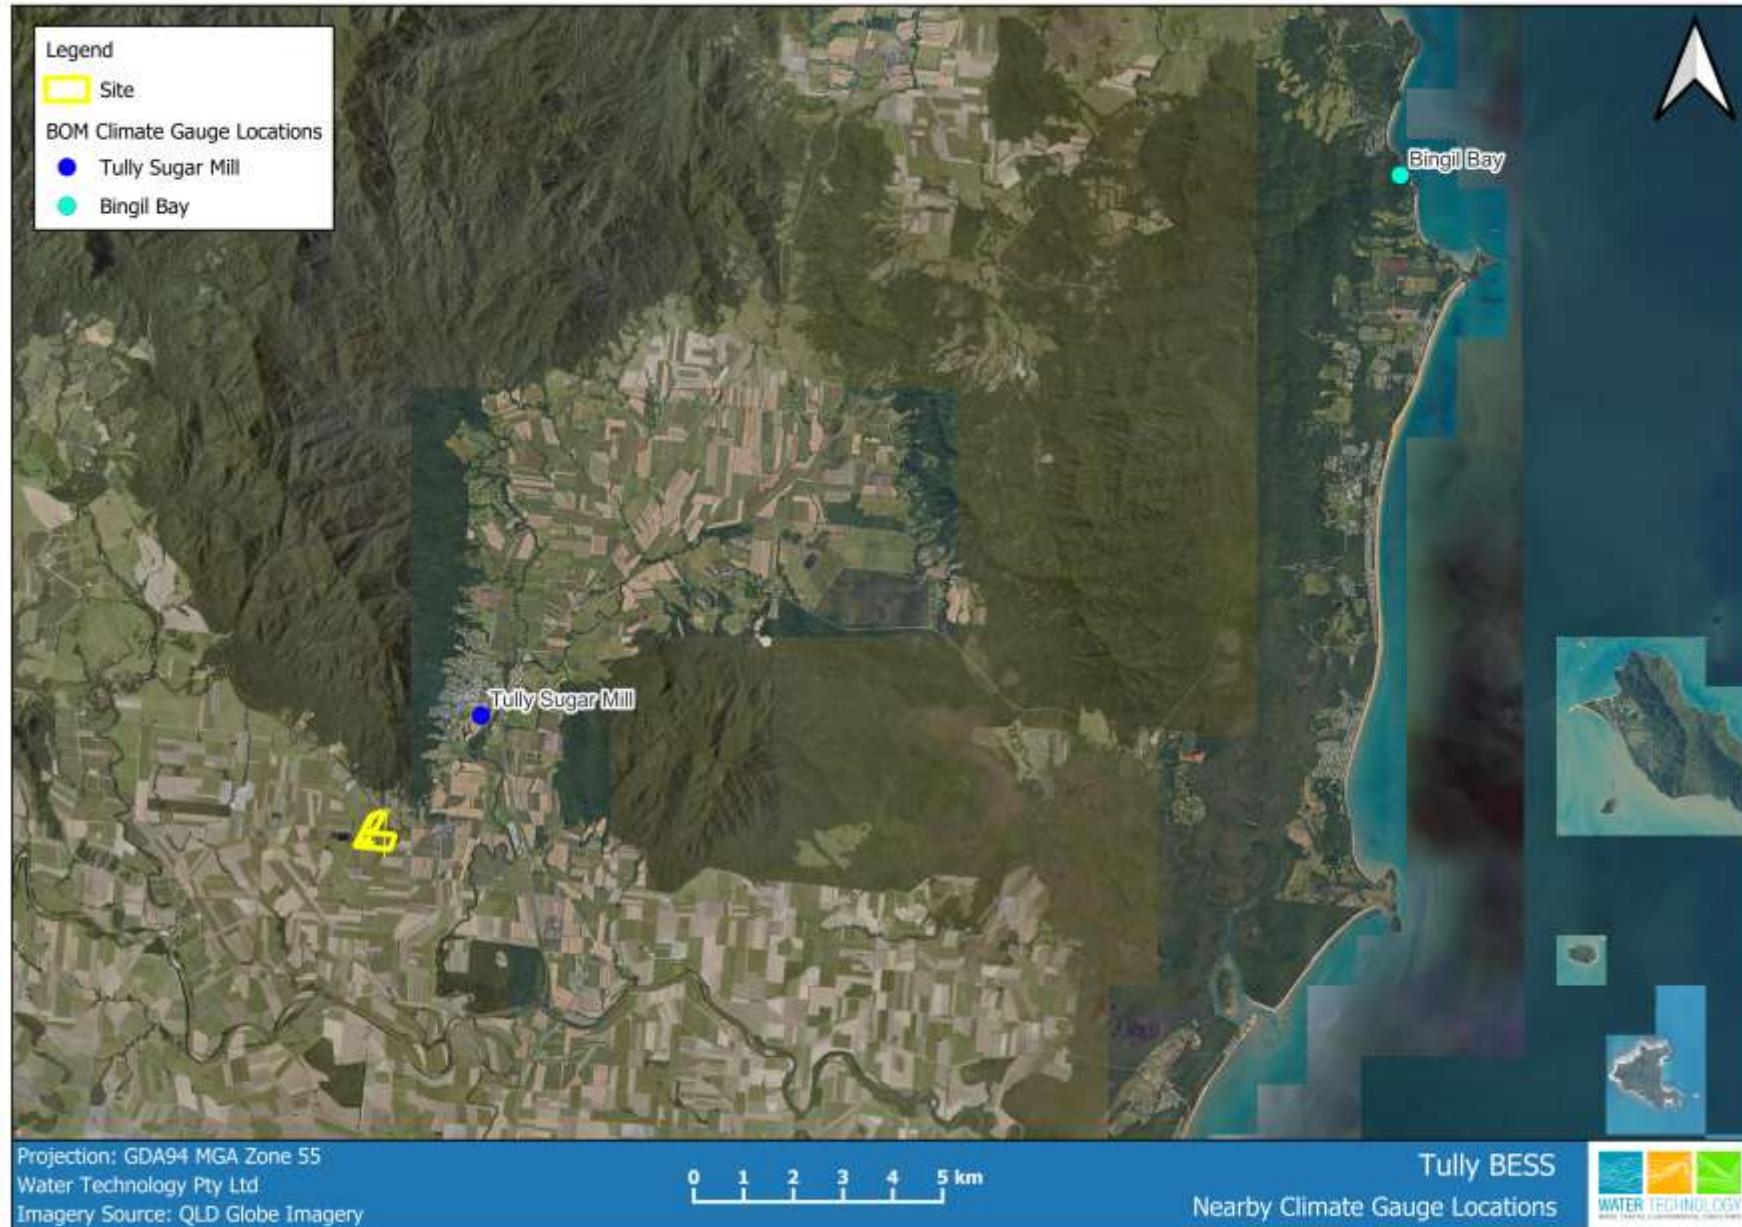 Legend
Site
BOM Climate Gauge Locations
Tully Sugar Mill
Bingil Bay
Bingil Bay
Tully Sugar Mill
Projection: GDA94 MGA Zone 55
Water Technology Pty Ltd
Imagery Source: QLD Globe Imagery
0 1 2 3 4 5 km
Tully BESS
Nearby Climate Gauge Locations
WATER TECHNOLOGY